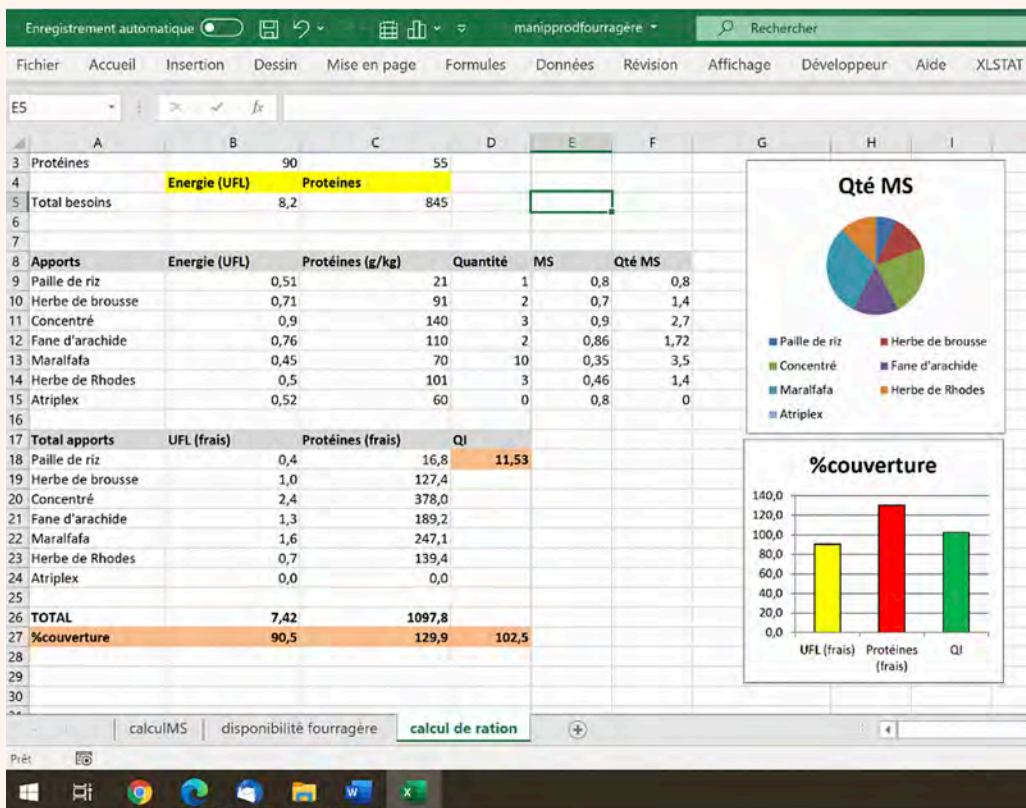 Enregistrement automatique manipprodfourragère Rechercher
Fichier Accueil Insertion Dessin Mise en page Formules Données Révision Affichage Développeur Aide XLSTAT
E5 fx
A B C D E F G H I
3 Protéines 90 55
4 Energie (UFL) Proteines
5 Total besoins 8,2 845
6
7
8 Apports Energie (UFL) Protéines (g/kg) Quantité MS Qté MS
9 Paille de riz 0,51 21 1 0,8 0,8
10 Herbe de brousse 0,71 91 2 0,7 1,4
11 Concentré 0,9 140 3 0,9 2,7
12 Fane d'arachide 0,76 110 2 0,86 1,72
13 Maralfafa 0,45 70 10 0,35 3,5
14 Herbe de Rhodes 0,5 101 3 0,46 1,4
15 Atriplex 0,52 60 0 0,8 0
16
17 Total apports UFL (frais) Protéines (frais) QI
18 Paille de riz 0,4 16,8 11,53
19 Herbe de brousse 1,0 127,4
20 Concentré 2,4 378,0
21 Fane d'arachide 1,3 189,2
22 Maralfafa 1,6 247,1
23 Herbe de Rhodes 0,7 139,4
24 Atriplex 0,0 0,0
25
26 TOTAL 7,42 1097,8
27 %couverture 90,5 129,9 102,5
28
29
30
Qté MS
Paille de riz Herbe de brousse
Concentré Fane d'arachide
Maralfafa Herbe de Rhodes
Atriplex
%couverture
140,0
120,0
100,0
80,0
60,0
40,0
20,0
0,0
UFL (frais) Protéines QI
(frais)
calculMS disponibilité fourragère calcul de ration
Prêt